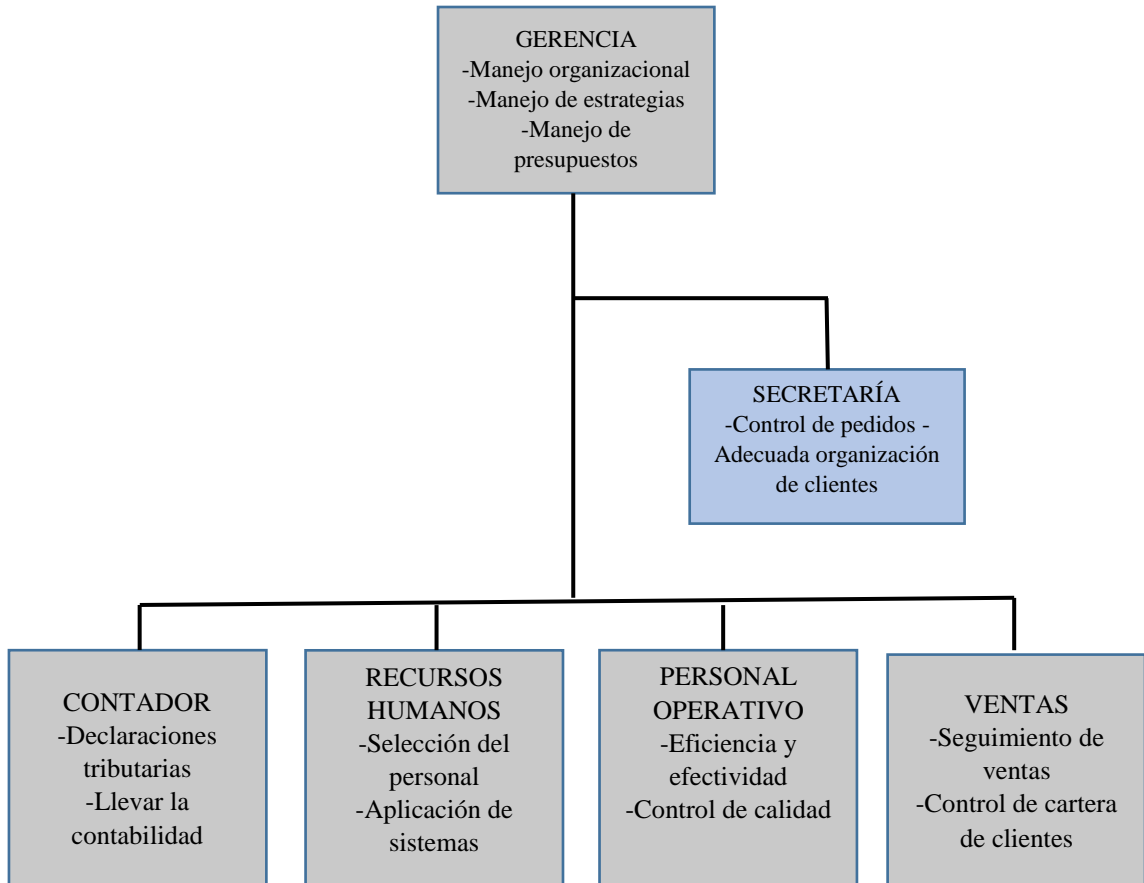 GERENCIA
-Manejo organizacional
-Manejo de estrategias
-Manejo de
presupuestos
SECRETARÍA
-Control de pedidos -
Adecuada organización
de clientes
CONTADOR
-Declaraciones
tributarias
-Llevar la
contabilidad
RECURSOS
HUMANOS
-Selección del
personal
-Aplicación de
sistemas
PERSONAL
OPERATIVO
-Eficiencia y
efectividad
-Control de calidad
VENTAS
-Seguimiento de
ventas
-Control de cartera
de clientes